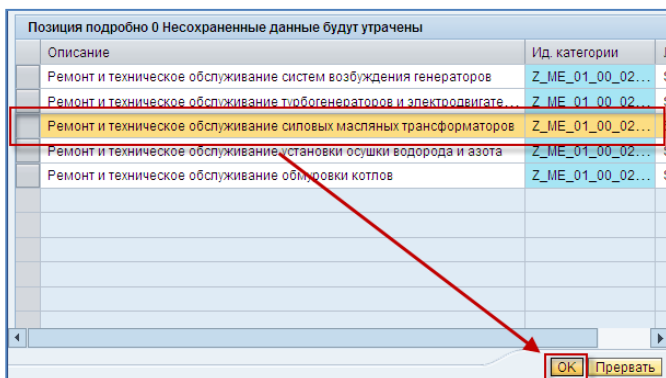 Позиция подробно 0 Несохраненные данные будут утрачены
Описание Ид. категории
Ремонт и техническое обслуживание систем возбуждения генераторов Z_ME_01_00_02...
Ремонт и техническое обслуживание турбогенераторов и электродвигате... Z_ME_01_00_02...
Ремонт и техническое обслуживание силовых масляных трансформаторов Z_ME_01_00_02...
Ремонт и техническое обслуживание установки осушки водорода и азота Z_ME_01_00_02...
Ремонт и техническое обслуживание обмуровки котлов Z_ME_01_00_02...
OK Прервать